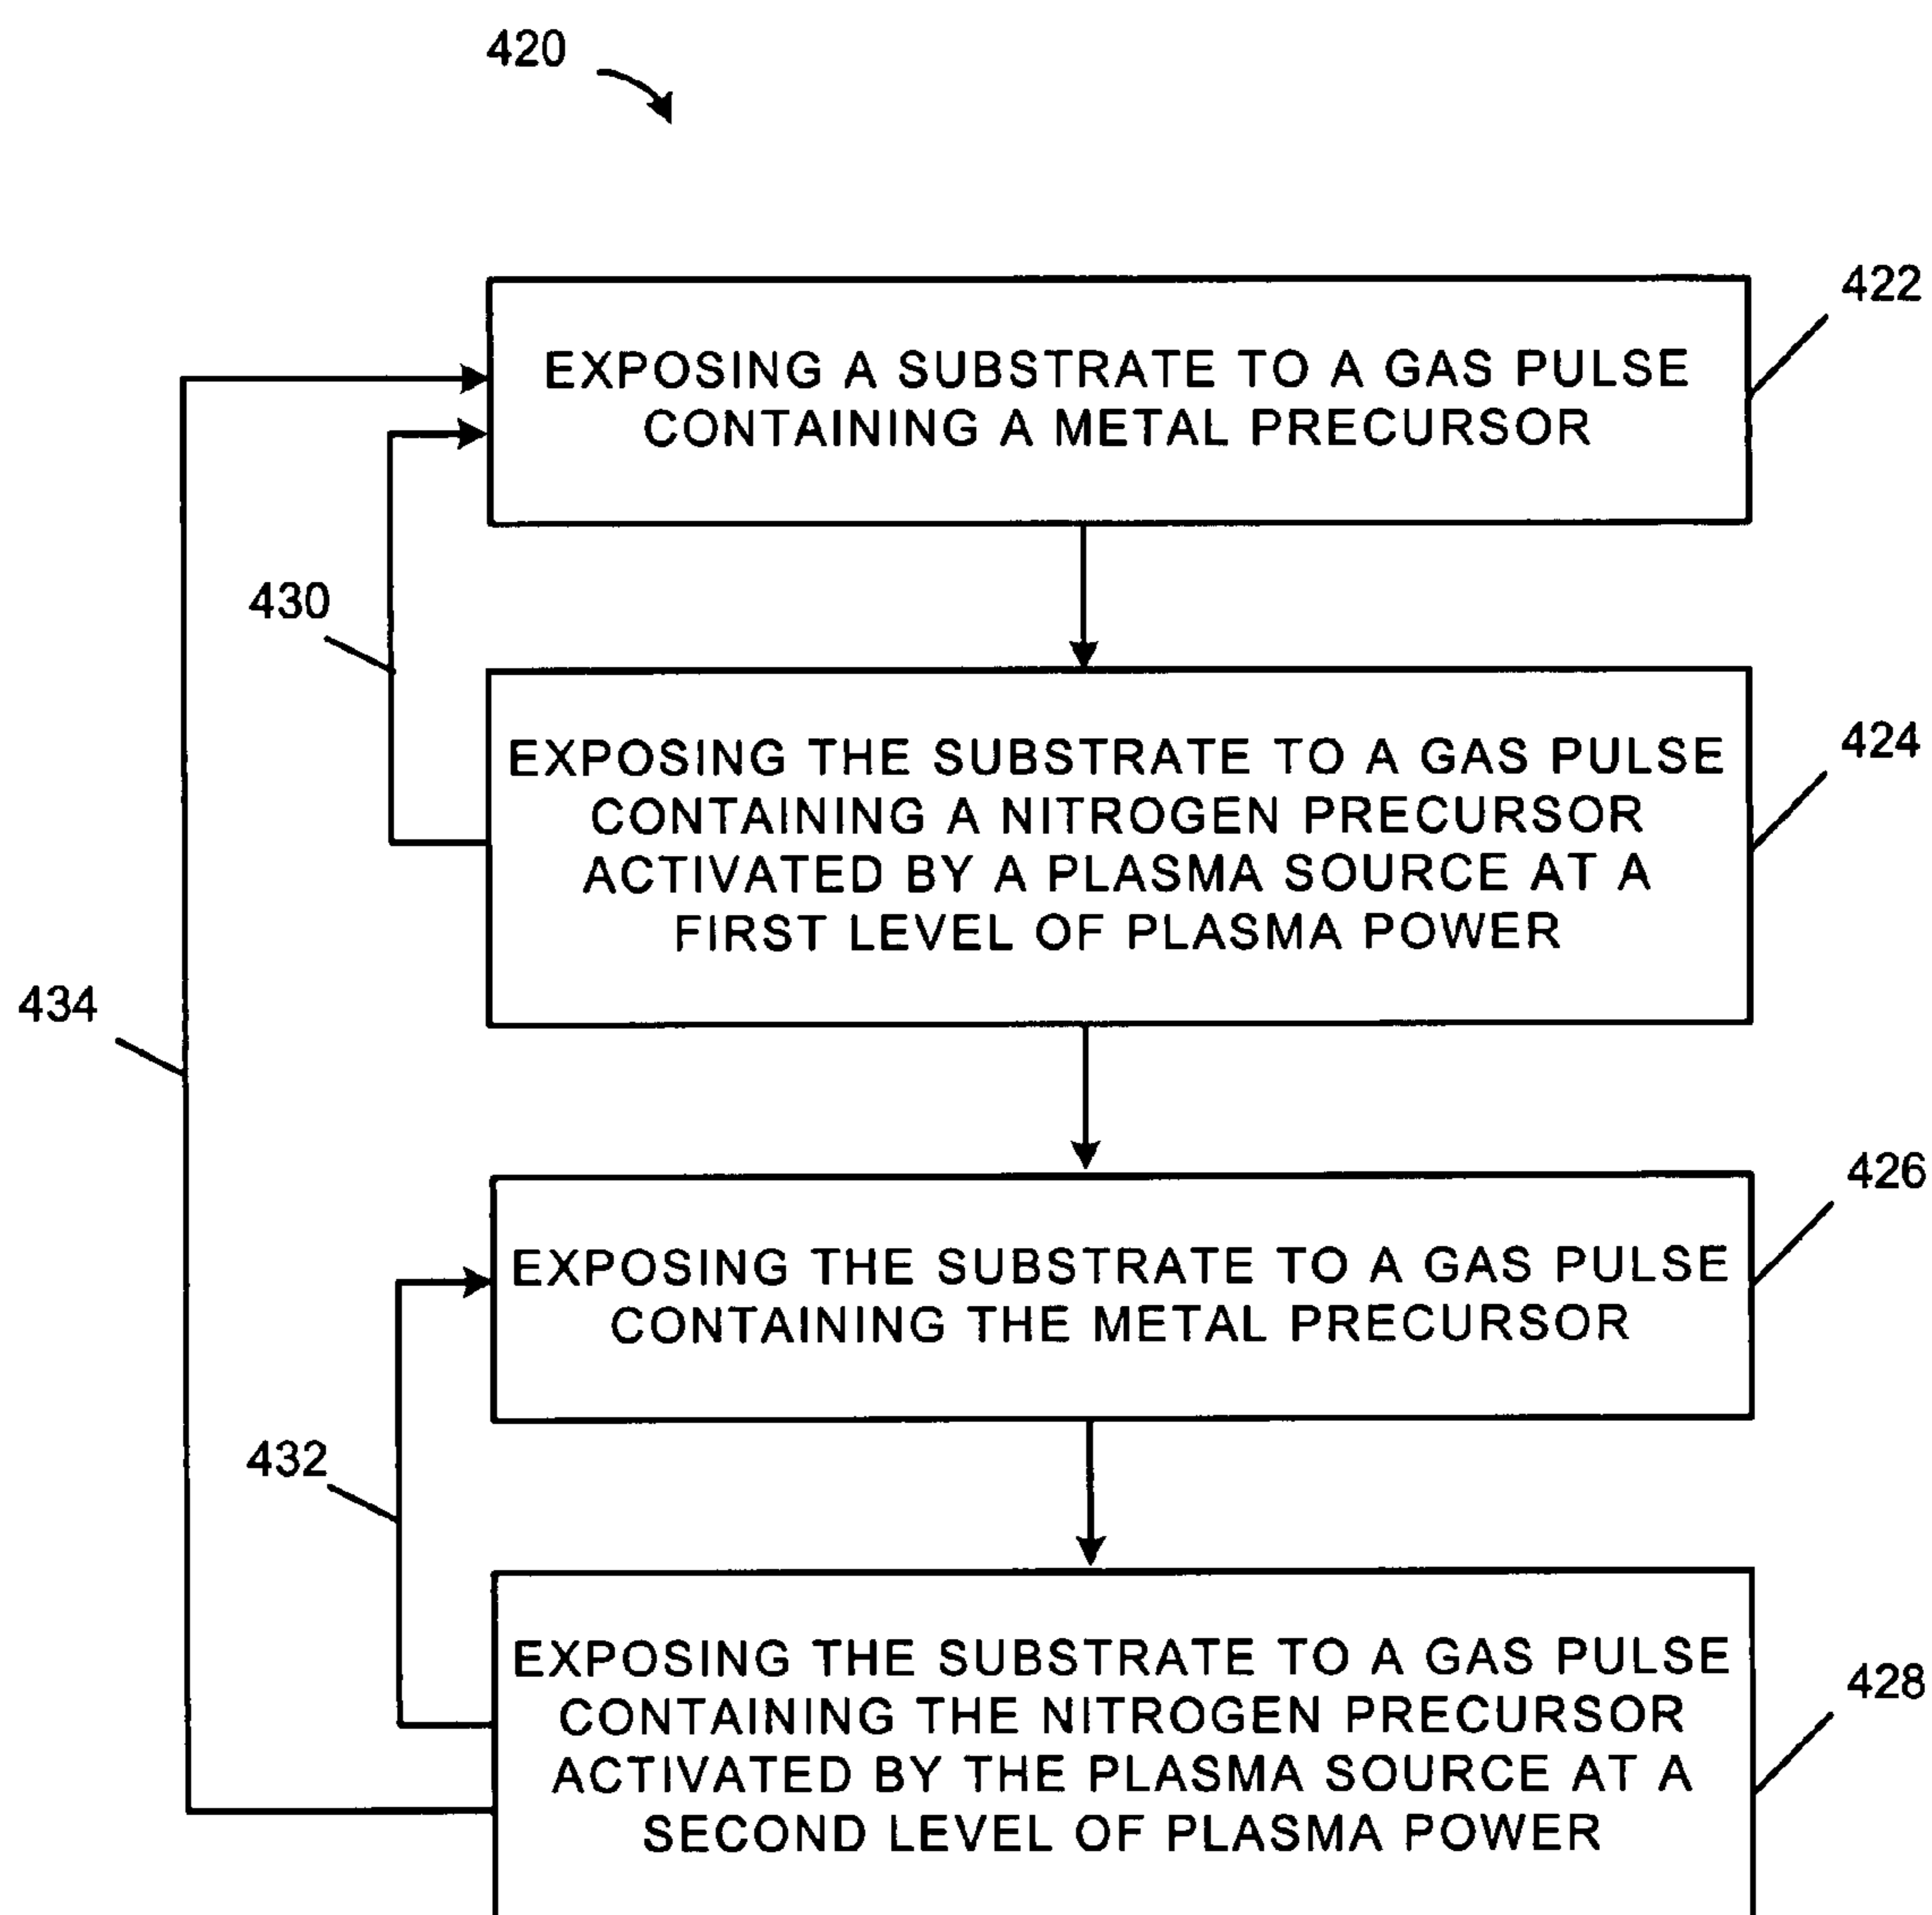 420
422
EXPOSING A SUBSTRATE TO A GAS PULSE
CONTAINING A METAL PRECURSOR
430
424
EXPOSING THE SUBSTRATE TO A GAS PULSE
CONTAINING A NITROGEN PRECURSOR
ACTIVATED BY A PLASMA SOURCE AT A
FIRST LEVEL OF PLASMA POWER
434
426
EXPOSING THE SUBSTRATE TO A GAS PULSE
CONTAINING THE METAL PRECURSOR
432
428
EXPOSING THE SUBSTRATE TO A GAS PULSE
CONTAINING THE NITROGEN PRECURSOR
ACTIVATED BY THE PLASMA SOURCE AT A
SECOND LEVEL OF PLASMA POWER